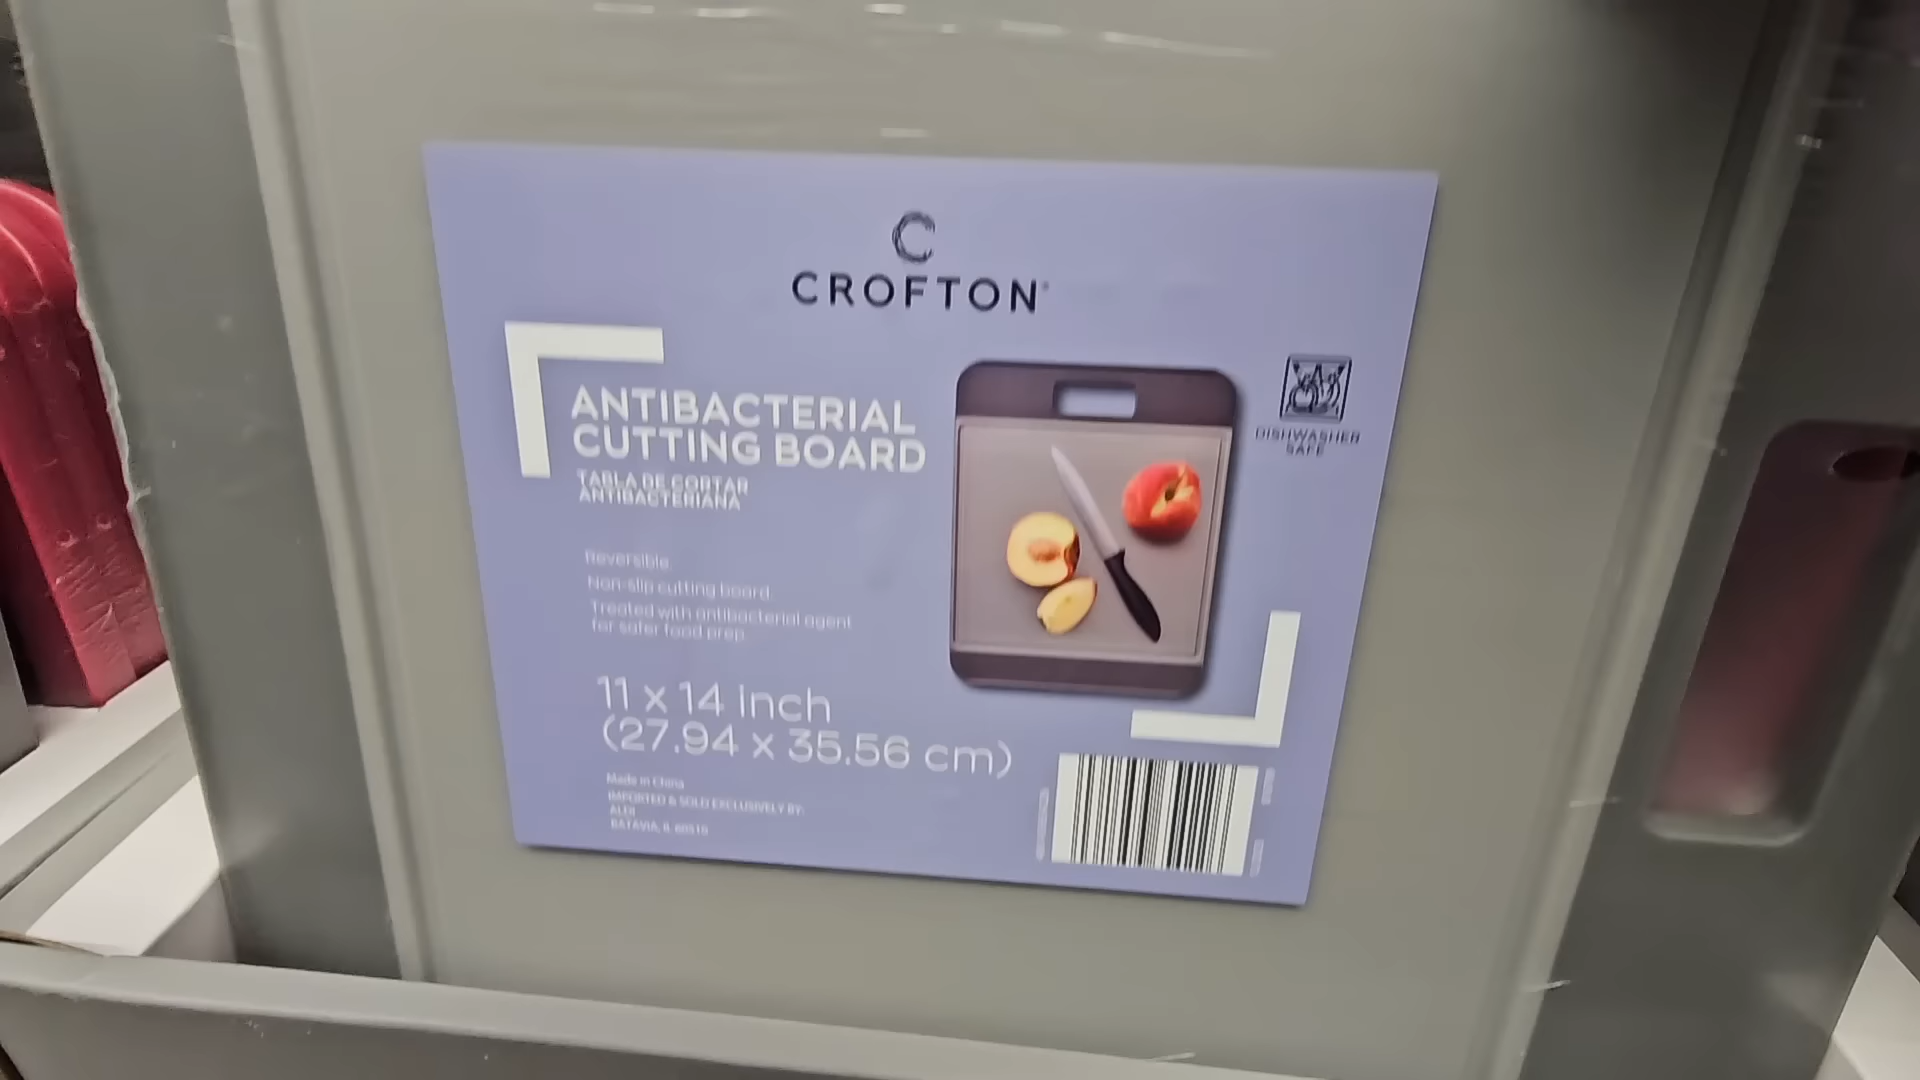 C
CROFTON
ANTIBACTERIAL
CUTTING BOARD
TABLA DE CORTAR
ANTIBACTERIANA
DISHWASHER
SAFE
Reversible.
Non-slip cutting board.
Treated with antibacterial agent
for safer food prep.
11 x 14 inch
(27.94 x 35.56 cm)
Made in China
IMPORTED & SOLD EXCLUSIVELY BY:
ALDI
BATAVIA, IL 60510